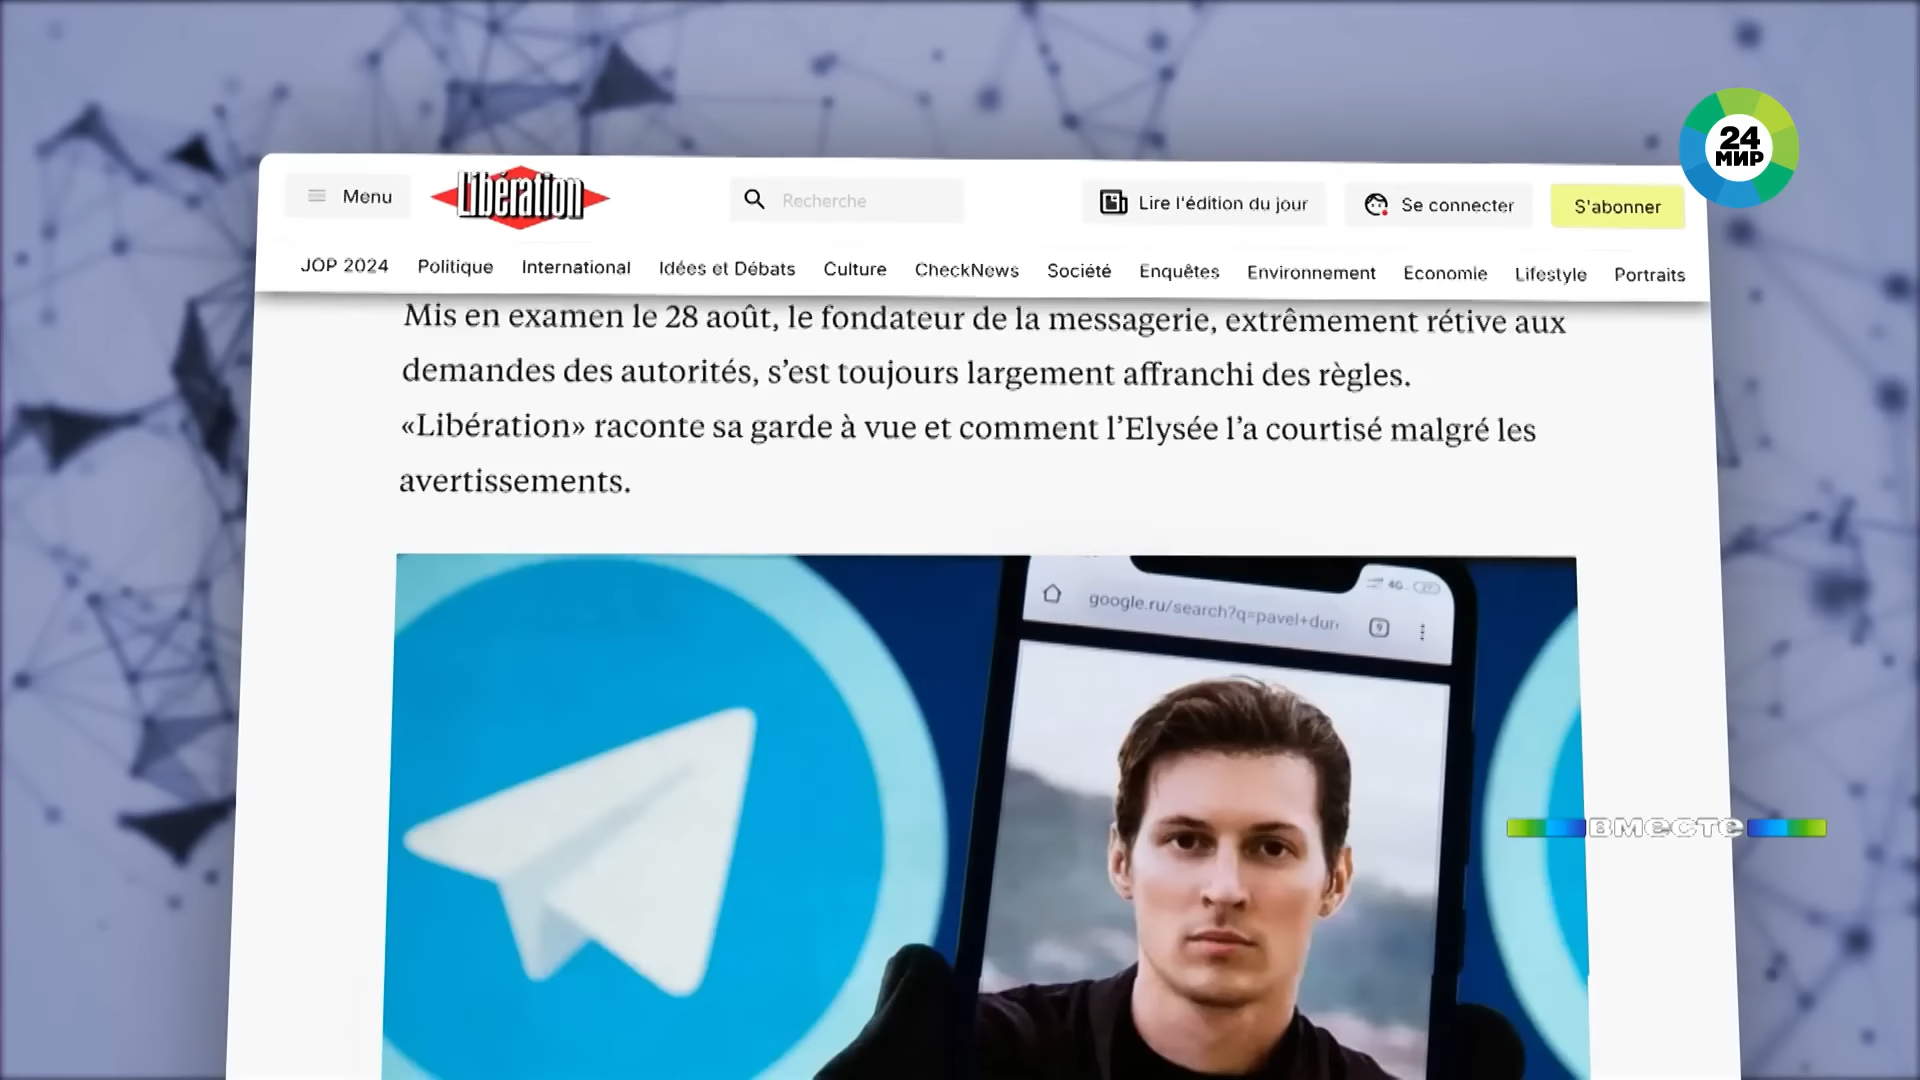 24
МИР
Menu
Libération
Recherche
Lire l'édition du jour
Se connecter
S'abonner
JOP 2024 Politique International Idées et Débats Culture CheckNews Société Enquêtes Environnement Economie Lifestyle Portraits
Mis en examen le 28 août, le fondateur de la messagerie, extrêmement rétive aux
demandes des autorités, s’est toujours largement affranchi des règles.
«Libération» raconte sa garde à vue et comment l’Elysée l’a courtisé malgré les
avertissements.
4G
google.ru/search?q=pavel+dur
9
ВМЕСТЕ